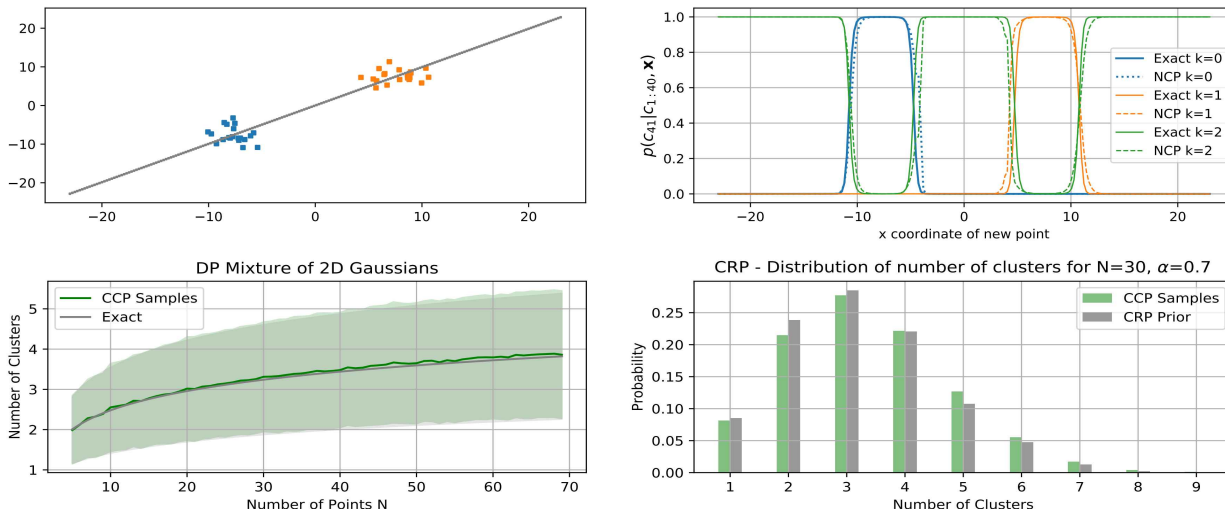 20
10
0
−10
−20
−20
−10
0
10
20
1.0
0.8
0.6
0.4
0.2
0.0
p(c₄₁|c₁:₄₀, x)
Exact k=0
NCP k=0
Exact k=1
NCP k=1
Exact k=2
NCP k=2
−20
−10
0
10
20
x coordinate of new point
DP Mixture of 2D Gaussians
CCP Samples
Exact
5
4
3
2
1
Number of Clusters
10
20
30
40
50
60
70
Number of Points N
CRP - Distribution of number of clusters for N=30, α=0.7
CCP Samples
CRP Prior
0.25
0.20
0.15
0.10
0.05
0.00
Probability
1
2
3
4
5
6
7
8
9
Number of Clusters